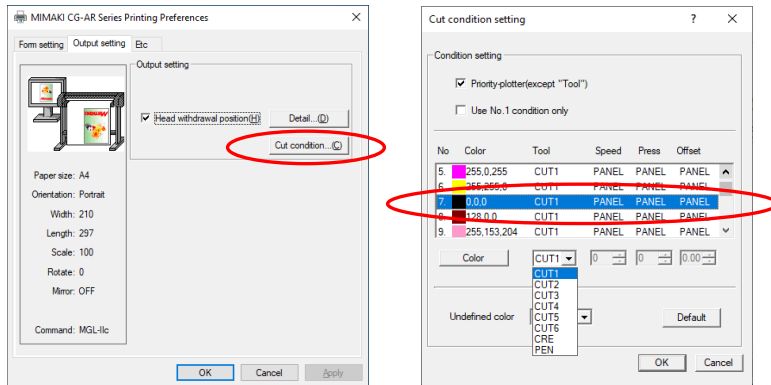 MIMAKI CG-AR Series Printing Preferences
Form setting Output setting Etc
Output setting
Head withdrawal position(H) Detail...(D)
Cut condition...(C)
Paper size: A4
Orientation: Portrait
Width: 210
Length: 297
Scale: 100
Rotate: 0
Mirror: OFF
Command: MGL-IIc
OK Cancel Apply
Cut condition setting ?
Condition setting
Priority-plotter(except "Tool")
Use No.1 condition only
No Color Tool Speed Press Offset
5. 255,0,255 CUT1 PANEL PANEL PANEL
6. 255,255,0 CUT1 PANEL PANEL PANEL
7. 0,0,0 CUT1 PANEL PANEL PANEL
8. 128,0,0 CUT1 PANEL PANEL PANEL
9. 255,153,204 CUT1 PANEL PANEL PANEL
Color CUT1 0 0 0.00
CUT1
CUT2
CUT3
CUT4
Undefined color CUT5 Default
CUT6
CRE
PEN
OK Cancel